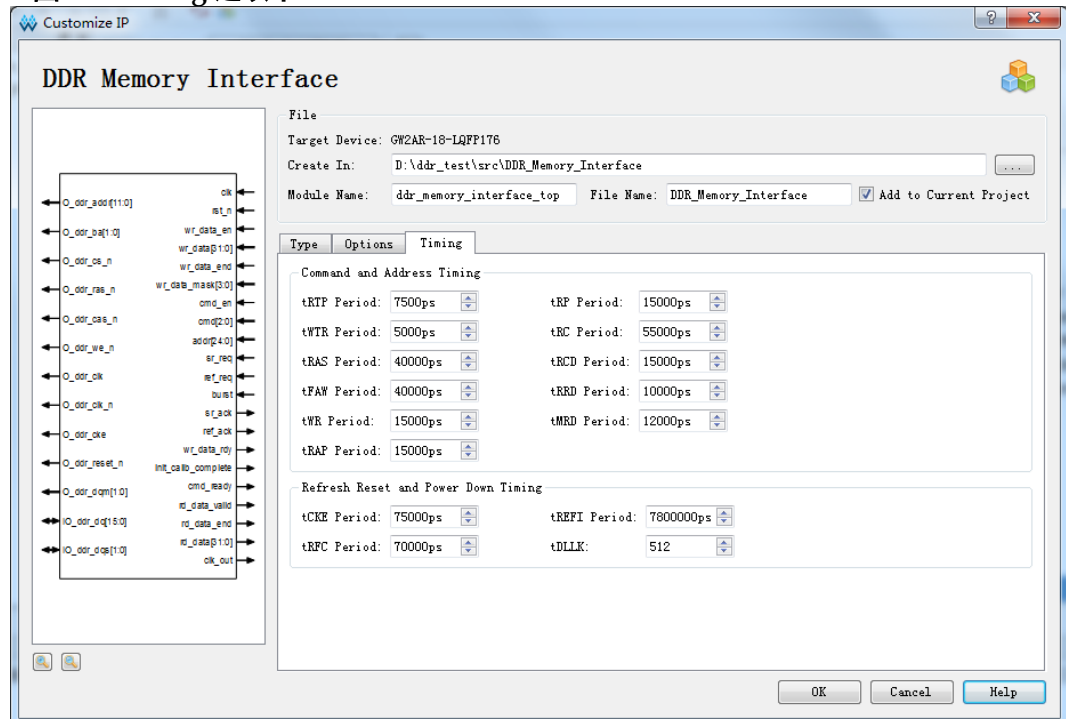 Customize IP
DDR Memory Interface
File
Target Device: GW2AR-18-LQFP176
Create In: D:\ddr_test\src\DDR_Memory_Interface ...
Module Name: ddr_memory_interface_top File Name: DDR_Memory_Interface Add to Current Project
Type Options Timing
Command and Address Timing
tRTP Period: 7500ps tRP Period: 15000ps
tWTR Period: 5000ps tRC Period: 55000ps
tRAS Period: 40000ps tRCD Period: 15000ps
tFAW Period: 40000ps tRRD Period: 10000ps
tWR Period: 15000ps tMRD Period: 12000ps
tRAP Period: 15000ps
Refresh Reset and Power Down Timing
tCKE Period: 75000ps tREFI Period: 7800000ps
tRFC Period: 70000ps tDLLK: 512
O_ddr_addr[11:0]
O_ddr_ba[1:0]
O_ddr_cs_n
O_ddr_ras_n
O_ddr_cas_n
O_ddr_we_n
O_ddr_clk
O_ddr_clk_n
O_ddr_cke
O_ddr_reset_n
O_ddr_dqm[1:0]
IO_ddr_dq[15:0]
IO_ddr_dqs[1:0]
clk
rst_n
wr_data_en
wr_data[31:0]
wr_data_end
wr_data_mask[3:0]
cmd_en
cmd[2:0]
addr[24:0]
sr_req
ref_req
burst
sr_ack
ref_ack
wr_data_rdy
init_calib_complete
cmd_ready
rd_data_valid
rd_data_end
rd_data[31:0]
clk_out
OK Cancel Help